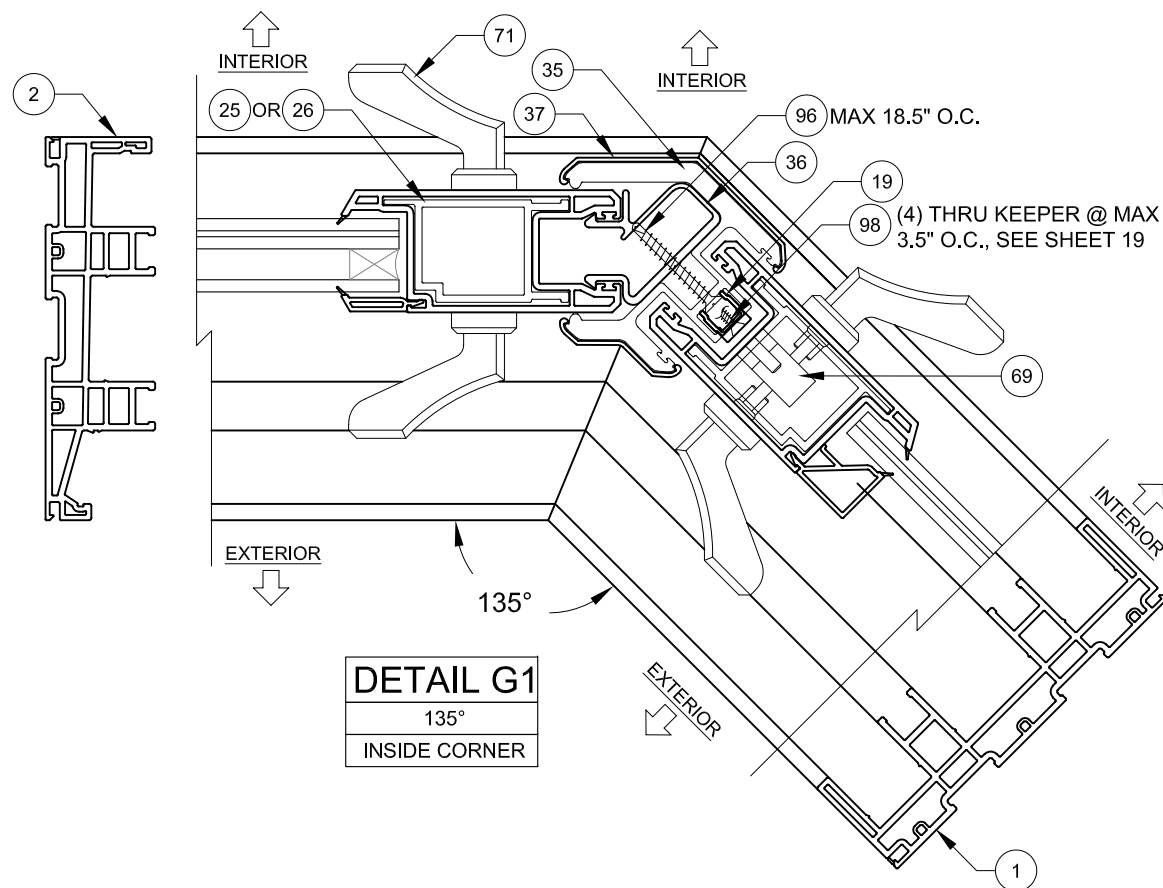 71
INTERIOR
INTERIOR
2
25 OR 26
35
37
96 MAX 18.5" O.C.
36
19
98 (4) THRU KEEPER @ MAX
3.5" O.C., SEE SHEET 19
69
INTERIOR
EXTERIOR
135°
EXTERIOR
DETAIL G1
135°
INSIDE CORNER
1